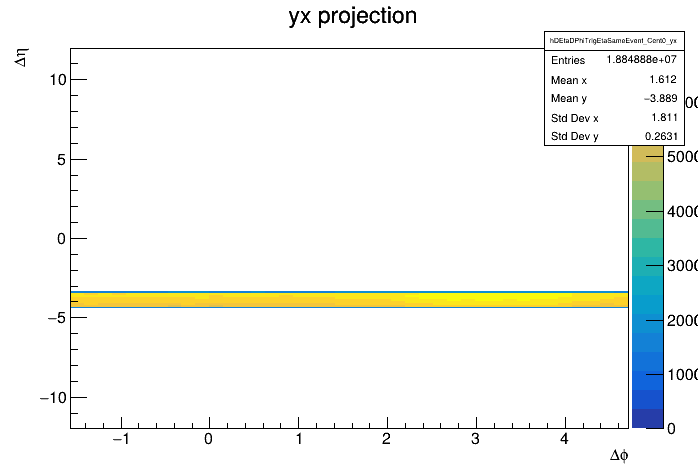 yx projection
hDEtaDPhiTrigEtaSameEvent_Cent0_yx
Entries 1.884888e+07
Mean x 1.612
Mean y −3.889
Std Dev x 1.811
Std Dev y 0.2631
Δη
10
5
0
−5
−10
−1 0 1 2 3 4
Δϕ
5000
4000
3000
2000
1000
0